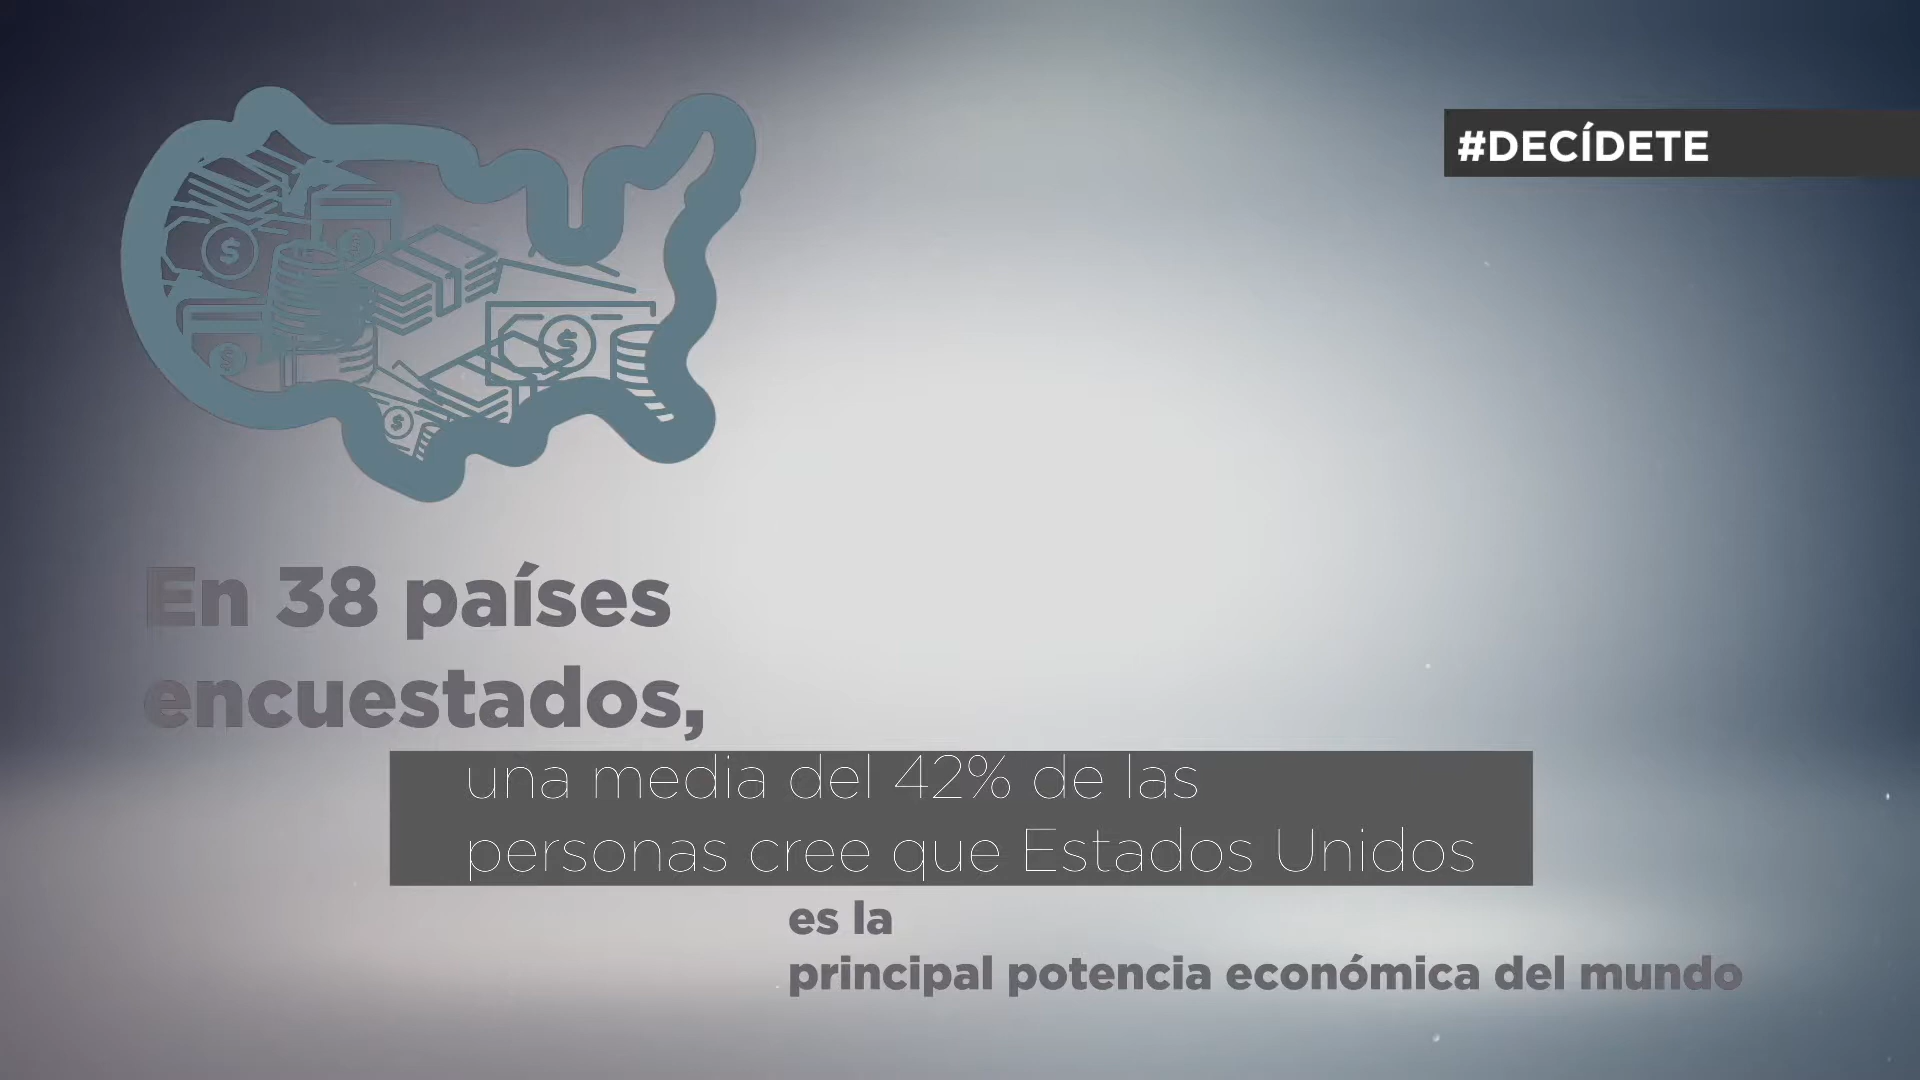 #DECÍDETE
En 38 países
encuestados,
una media del 42% de las
personas cree que Estados Unidos
es la
principal potencia económica del mundo